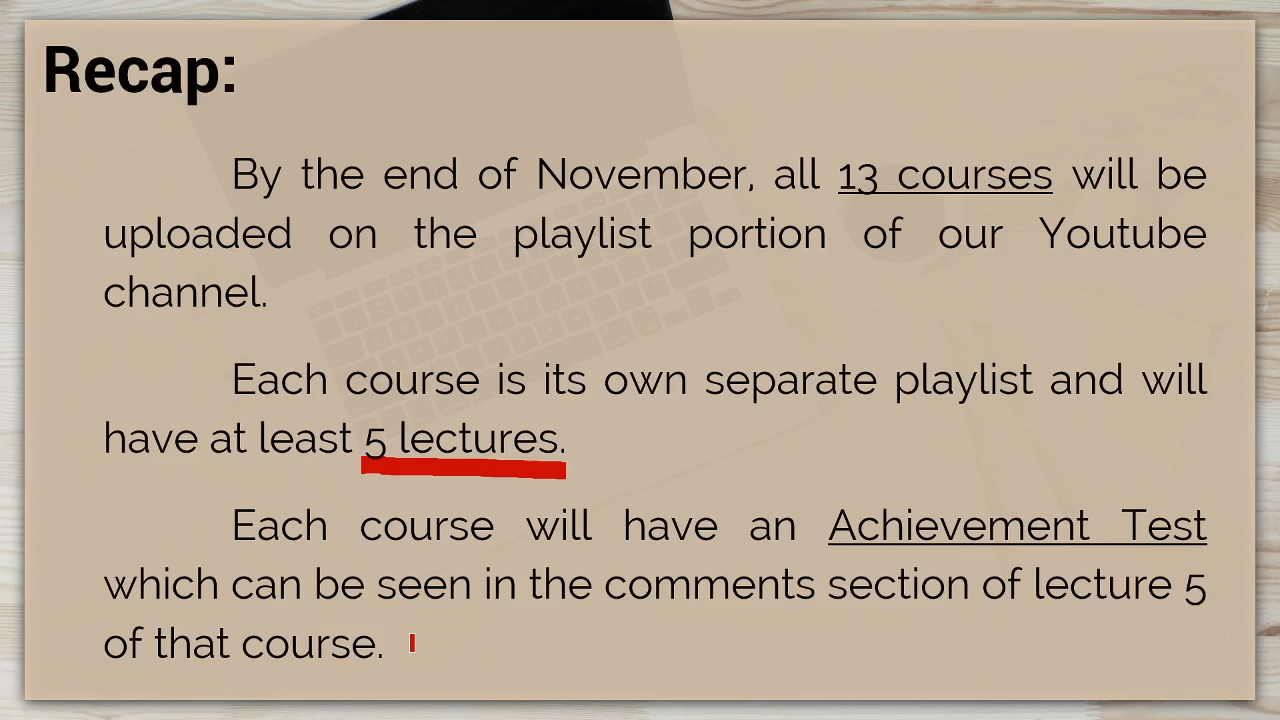 Recap:
By the end of November, all 13 courses will be
uploaded on the playlist portion of our Youtube
channel.
Each course is its own separate playlist and will
have at least 5 lectures.
Each course will have an Achievement Test
which can be seen in the comments section of lecture 5
of that course.